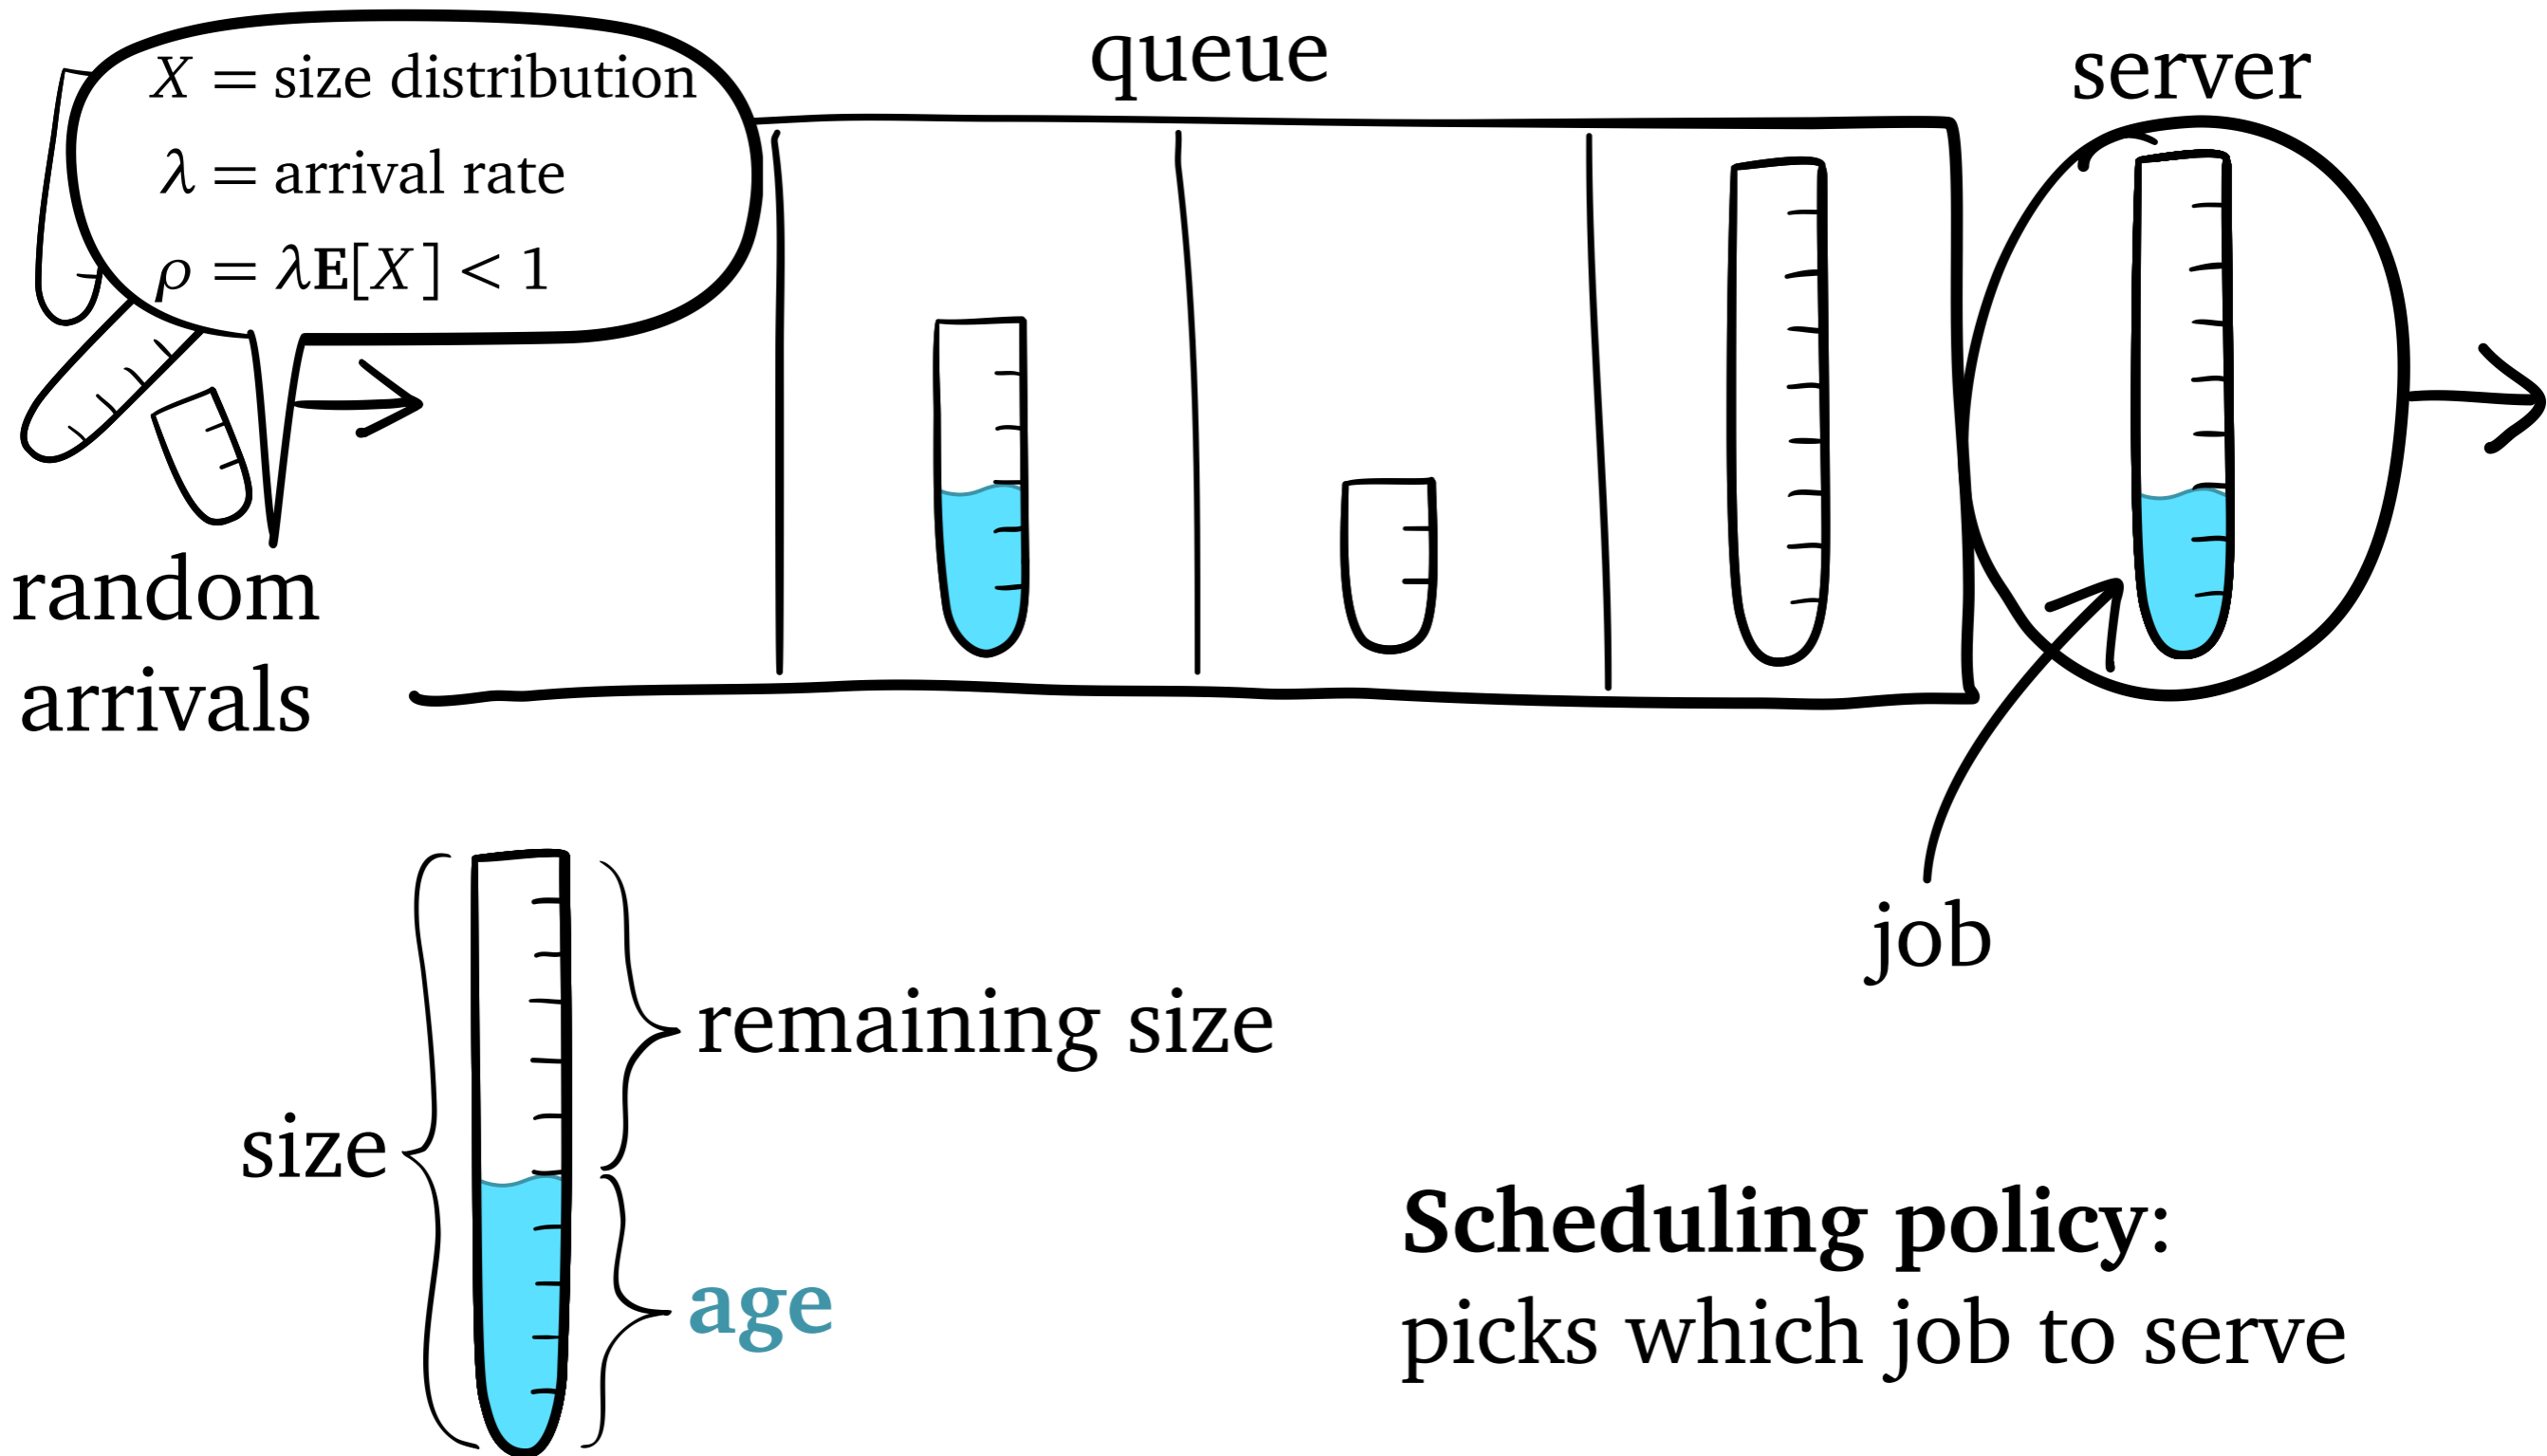 X = size distribution
λ = arrival rate
ρ = λE[X] < 1
queue
server
random
arrivals
job
remaining size
size
age
Scheduling policy:
picks which job to serve